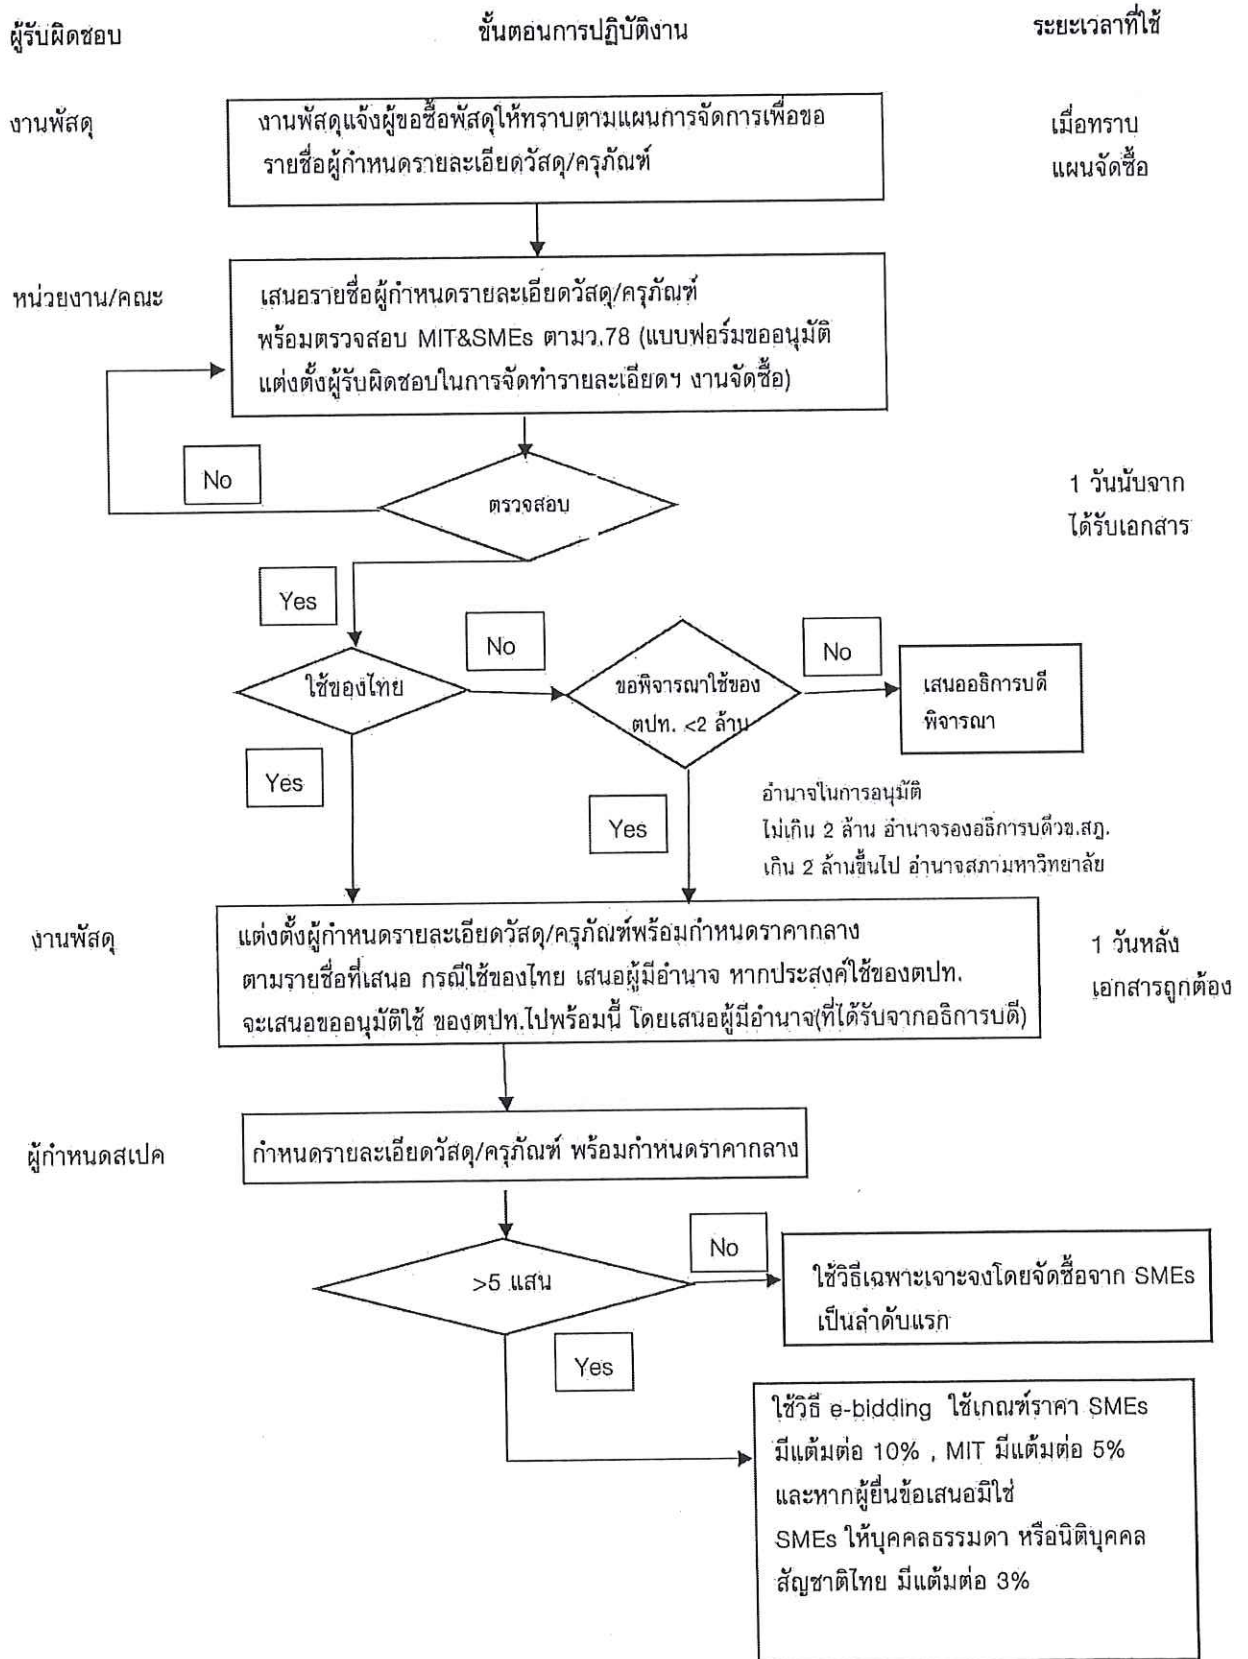 ผู้รับผิดชอบ
ขั้นตอนการปฏิบัติงาน
ระยะเวลาที่ใช้
งานพัสดุ
งานพัสดุแจ้งผู้ขอซื้อพัสดุให้ทราบตามแผนการจัดการเพื่อขอ
รายชื่อผู้กำหนดรายละเอียดวัสดุ/ครุภัณฑ์
เมื่อทราบ
แผนจัดซื้อ
หน่วยงาน/คณะ
เสนอรายชื่อผู้กำหนดรายละเอียดวัสดุ/ครุภัณฑ์
พร้อมตรวจสอบ MIT&SMEs ตามว.78 (แบบฟอร์มขออนุมัติ
แต่งตั้งผู้รับผิดชอบในการจัดทำรายละเอียดฯ งานจัดซื้อ)
No
ตรวจสอบ
1 วันนับจาก
ได้รับเอกสาร
Yes
ใช้ของไทย
No
ขอพิจารณาใช้ของ
ตปท. <2 ล้าน
No
เสนออธิการบดี
พิจารณา
Yes
Yes
อำนาจในการอนุมัติ
ไม่เกิน 2 ล้าน อำนาจรองอธิการบดีวข.สฎ.
เกิน 2 ล้านขึ้นไป อำนาจสภามหาวิทยาลัย
งานพัสดุ
แต่งตั้งผู้กำหนดรายละเอียดวัสดุ/ครุภัณฑ์พร้อมกำหนดราคากลาง
ตามรายชื่อที่เสนอ กรณีใช้ของไทย เสนอผู้มีอำนาจ หากประสงค์ใช้ของตปท.
จะเสนอขออนุมัติใช้ ของตปท.ไปพร้อมนี้ โดยเสนอผู้มีอำนาจ(ที่ได้รับจากอธิการบดี)
1 วันหลัง
เอกสารถูกต้อง
ผู้กำหนดสเปค
กำหนดรายละเอียดวัสดุ/ครุภัณฑ์ พร้อมกำหนดราคากลาง
>5 แสน
No
ใช้วิธีเฉพาะเจาะจงโดยจัดซื้อจาก SMEs
เป็นลำดับแรก
Yes
ใช้วิธี e-bidding ใช้เกณฑ์ราคา SMEs
มีแต้มต่อ 10% , MIT มีแต้มต่อ 5%
และหากผู้ยื่นข้อเสนอมิใช่
SMEs ให้บุคคลธรรมดา หรือนิติบุคคล
สัญชาติไทย มีแต้มต่อ 3%